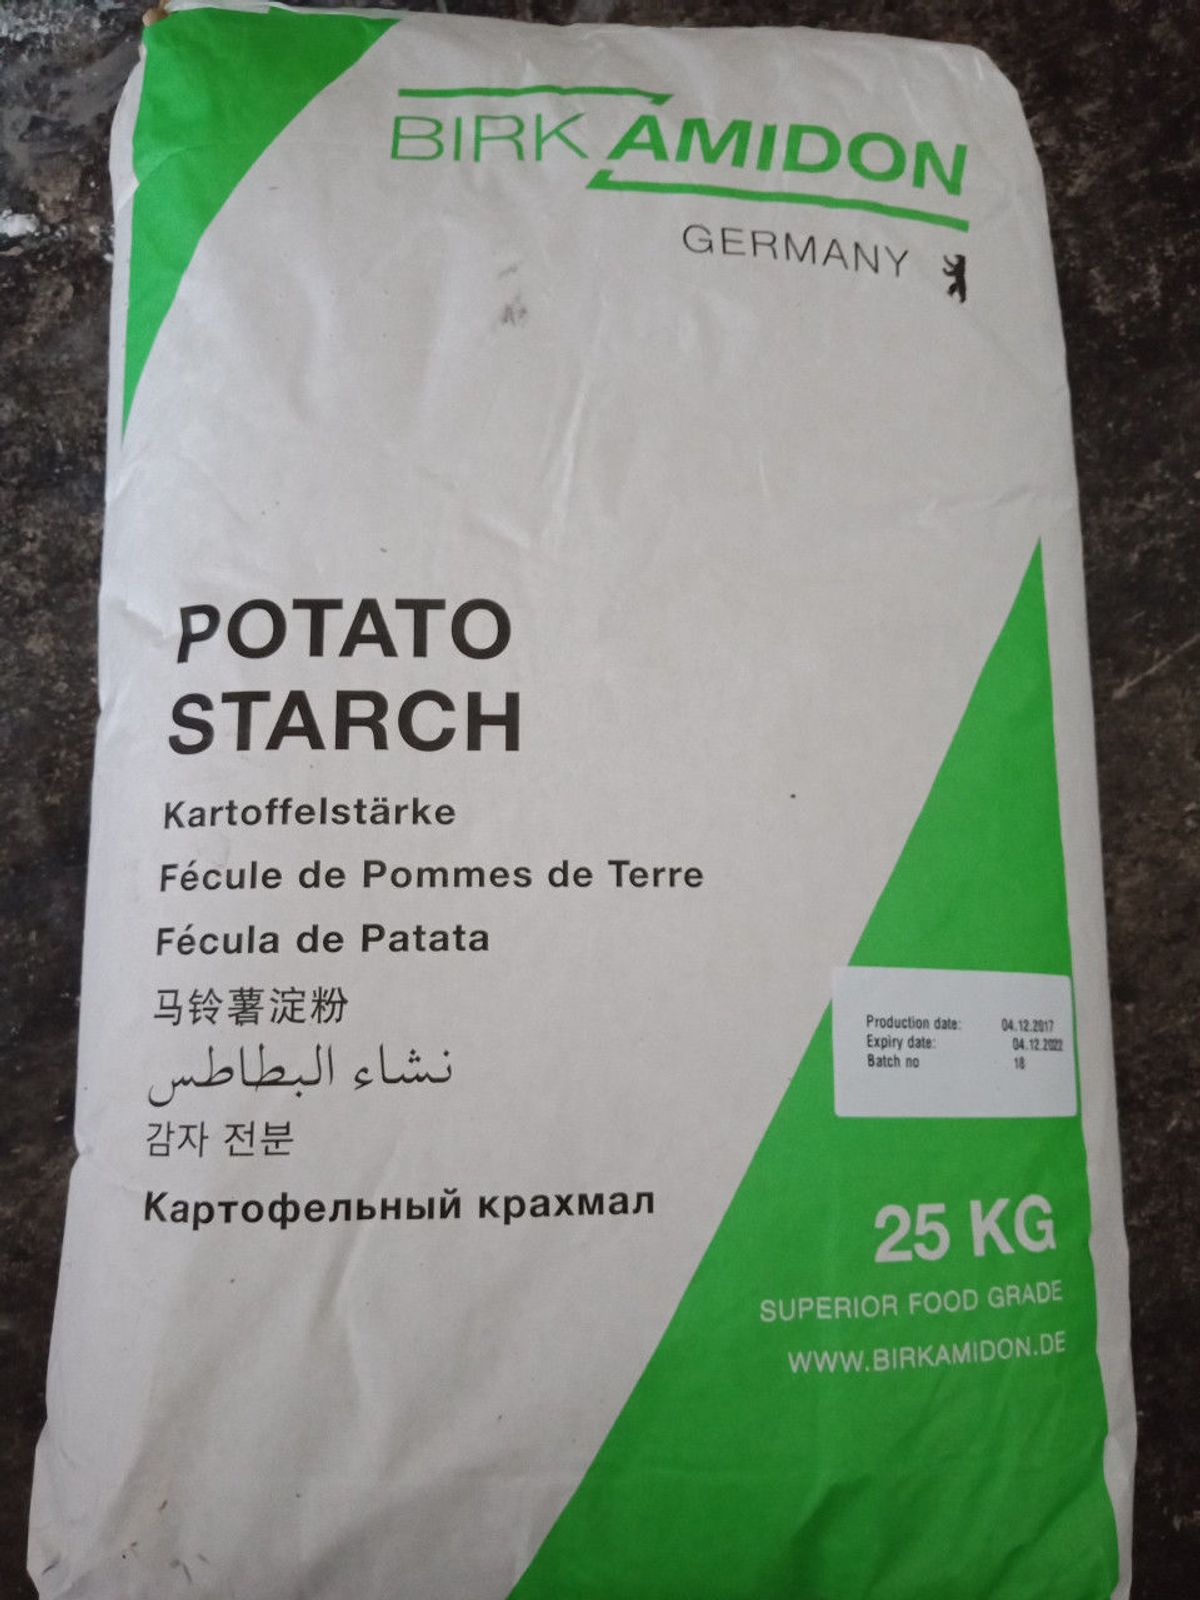 BIRK AMIDON
GERMANY
POTATO
STARCH
Kartoffelstärke
Fécule de Pommes de Terre
Fécula de Patata
马铃薯淀粉
نشاء البطاطس
감자 전분
Картофельный крахмал
Production date: 04.12.2017
Expiry date: 04.12.2022
Batch no 18
25 KG
SUPERIOR FOOD GRADE
WWW.BIRKAMIDON.DE